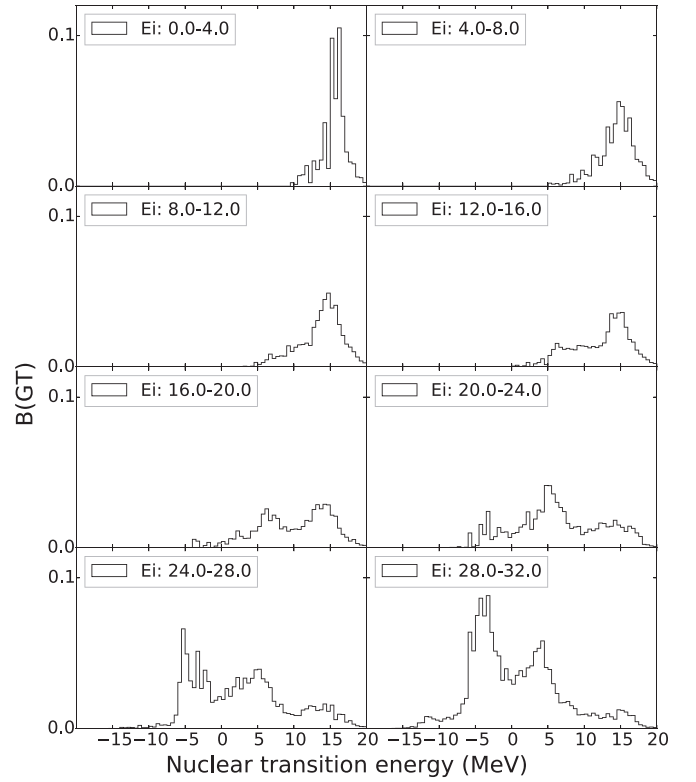 0.1
Ei: 0.0-4.0
Ei: 4.0-8.0
0.0
0.1
Ei: 8.0-12.0
Ei: 12.0-16.0
0.0
0.1
Ei: 16.0-20.0
Ei: 20.0-24.0
B(GT)
0.0
0.1
Ei: 24.0-28.0
Ei: 28.0-32.0
0.0
−15 −10 −5 0 5 10 15 20 −15 −10 −5 0 5 10 15 20
Nuclear transition energy (MeV)